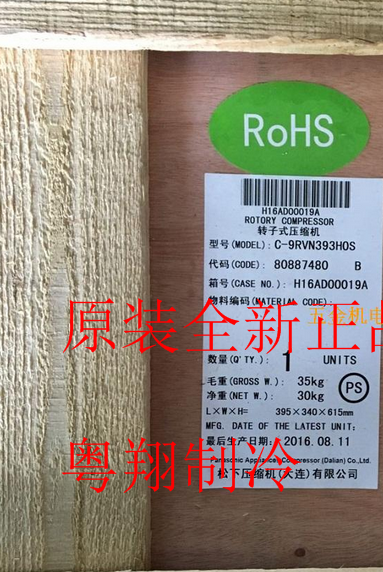 RoHS
H16AD00019A
ROTORY COMPRESSOR
转子式压缩机
型号(MODEL): C-9RVN393H0S
代码(CODE): 80887480 B
箱号(CASE NO.): H16AD00019A
物料编码(MATERIAL CODE):
五金机电
原装全新正品
数量(Q'TY.): 1 UNITS
毛重(GROSS W.): 35kg
净重(NET W.): 30kg
PS
L×W×H= 395×340×615mm
MFG. DATE OF THE LATEST UNIT:
最后生产日期: 2016.08.11
Panasonic Appliances Compressor (Dalian) Co.,Ltd.
松下压缩机(大连)有限公司
粤翔制冷